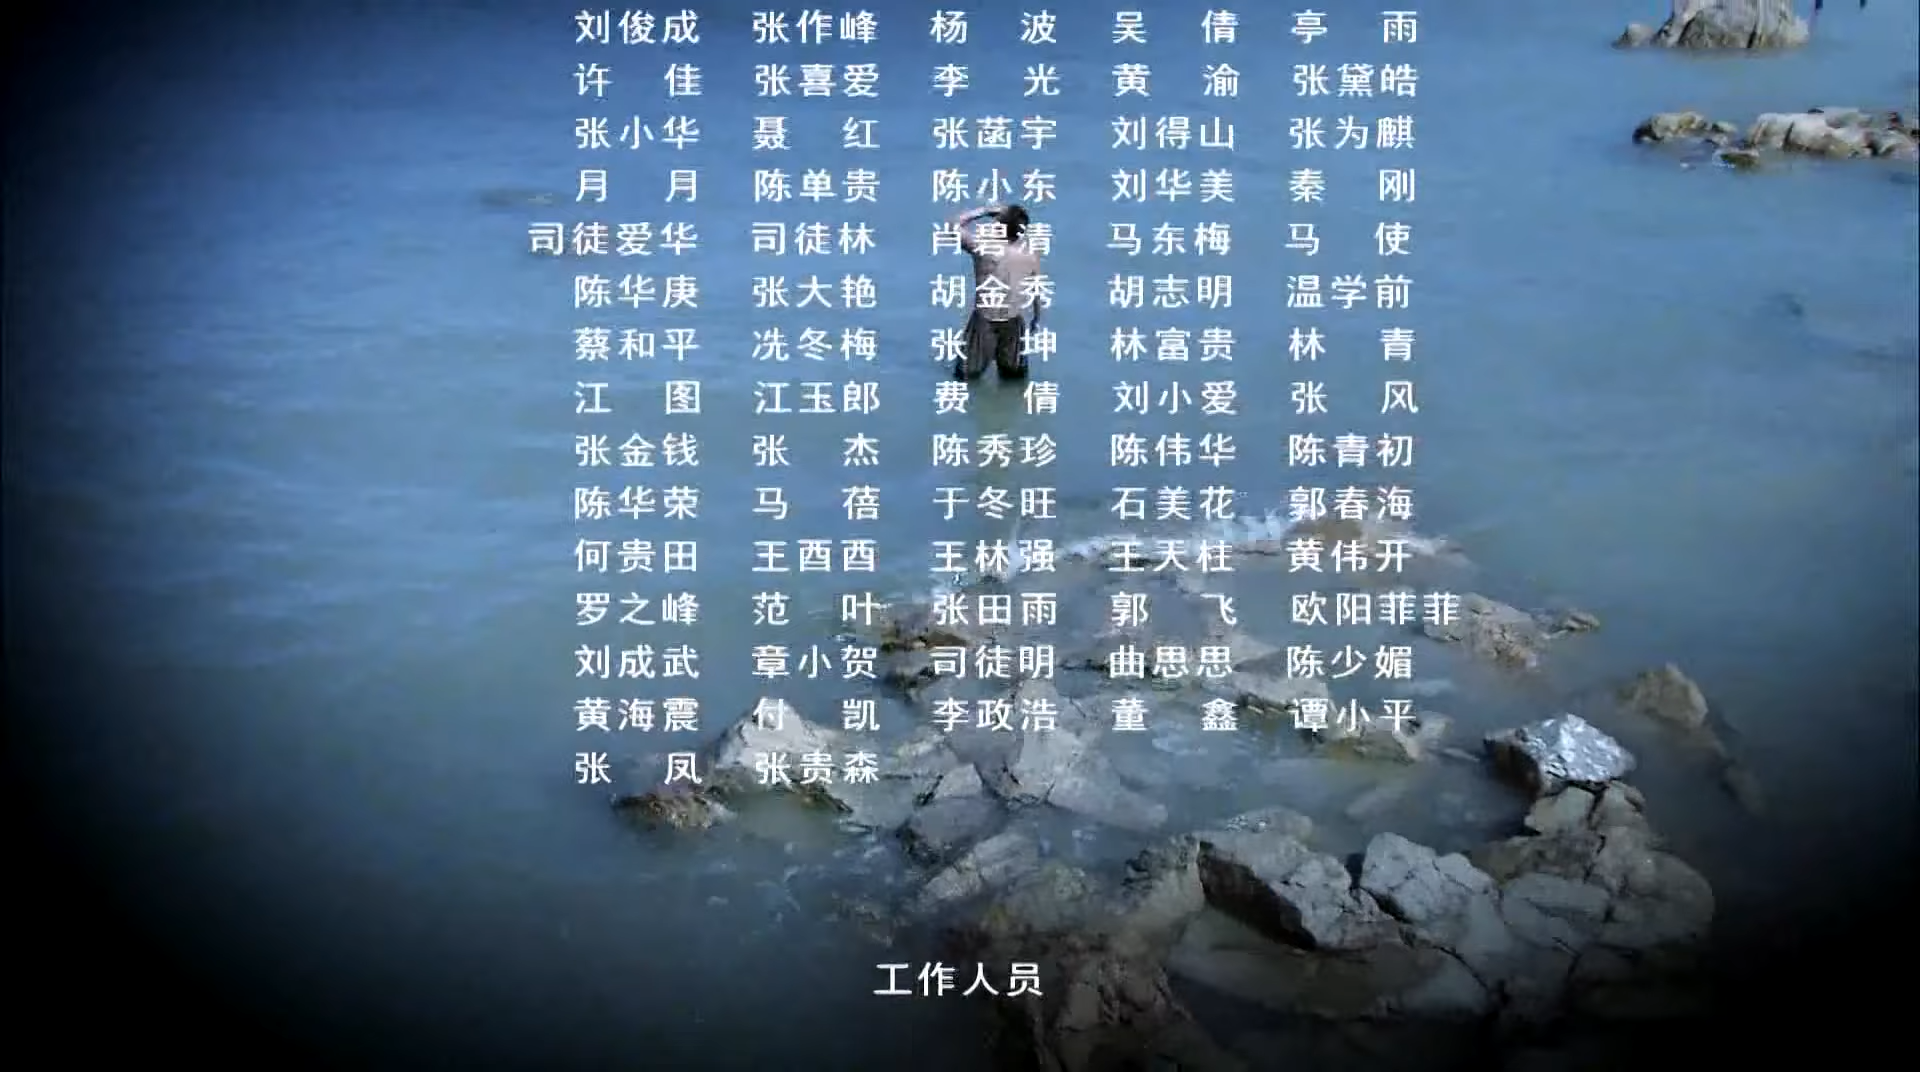 刘俊成 张作峰 杨波 吴倩 亭雨
许佳 张喜爱 李光 黄渝 张黛皓
张小华 聂红 张菡宇 刘得山 张为麒
月月 陈单贵 陈小东 刘华美 秦刚
司徒爱华 司徒林 肖碧清 马东梅 马使
陈华庚 张大艳 胡金秀 胡志明 温学前
蔡和平 冼冬梅 张坤 林富贵 林青
江图 江玉郎 费倩 刘小爱 张风
张金钱 张杰 陈秀珍 陈伟华 陈青初
陈华荣 马蓓 于冬旺 石美花 郭春海
何贵田 王酉酉 王林强 王天柱 黄伟开
罗之峰 范叶 张田雨 郭飞 欧阳菲菲
刘成武 章小贺 司徒明 曲思思 陈少媚
黄海震 付凯 李政浩 董鑫 谭小平
张凤 张贵森
工作人员